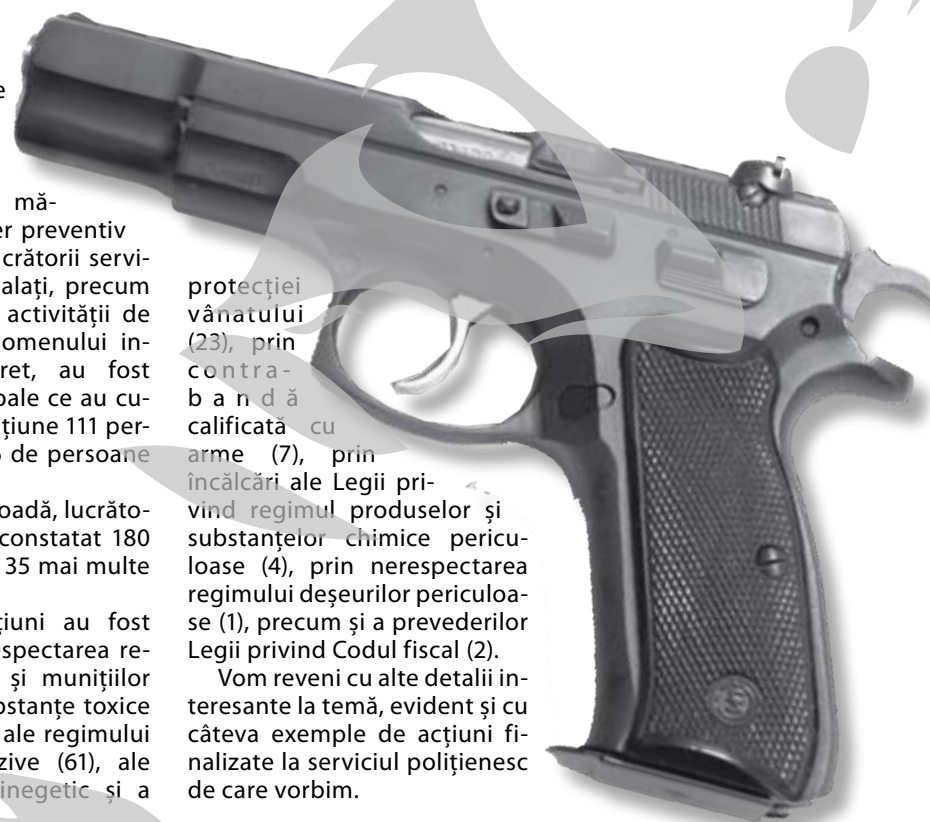 e
mă-
er preventiv
crătorii servi-
alați, precum
activității de
omenului in-
ret, au fost
oale ce au cu-
țiune 111 per-
de persoane
oadă, lucrăto-
constatat 180
35 mai multe
țiuni au fost
spectarea re-
și munițiilor
ostanțe toxice
ale regimului
zive (61), ale
inegetic și a
protecției
vânatului
(23), prin
contra-
bandă
calificată cu
arme (7), prin
încălcări ale Legii pri-
vind regimul produselor și
substanțelor chimice pericu-
loase (4), prin nerespectarea
regimului deșeurilor periculoa-
se (1), precum și a prevederilor
Legii privind Codul fiscal (2).
Vom reveni cu alte detalii in-
teresante la temă, evident și cu
câteva exemple de acțiuni fi-
nalizate la serviciul polițienesc
de care vorbim.